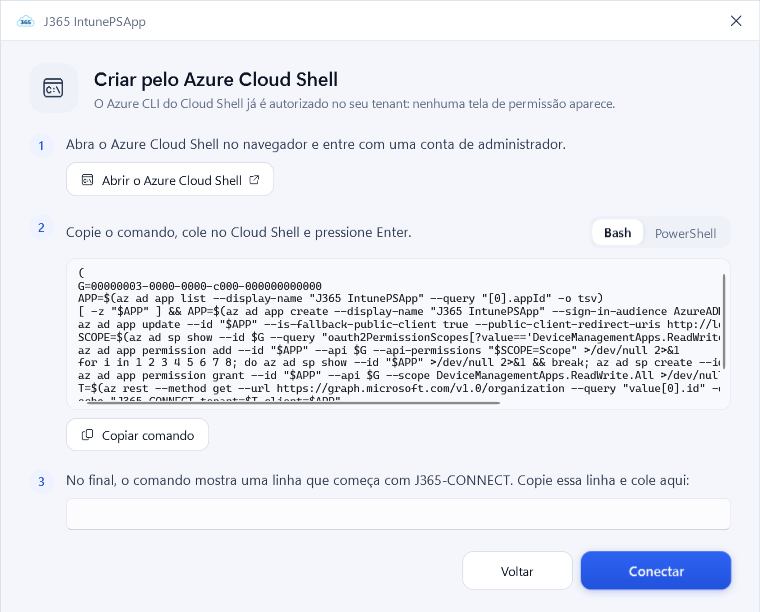 365 J365 IntunePSApp
C:\ Criar pelo Azure Cloud Shell
O Azure CLI do Cloud Shell já é autorizado no seu tenant: nenhuma tela de permissão aparece.
1 Abra o Azure Cloud Shell no navegador e entre com uma conta de administrador.
Abrir o Azure Cloud Shell
2 Copie o comando, cole no Cloud Shell e pressione Enter.
Bash PowerShell
(
G=00000003-0000-0000-c000-000000000000
APP=$(az ad app list --display-name "J365 IntunePSApp" --query "[0].appId" -o tsv)
[ -z "$APP" ] && APP=$(az ad app create --display-name "J365 IntunePSApp" --sign-in-audience AzureAD
az ad app update --id "$APP" --is-fallback-public-client true --public-client-redirect-uris http://l
SCOPE=$(az ad sp show --id $G --query "oauth2PermissionScopes[?value=='DeviceManagementApps.ReadWrit
az ad app permission add --id "$APP" --api $G --api-permissions "$SCOPE=Scope" >/dev/null 2>&1
for i in 1 2 3 4 5 6 7 8; do az ad sp show --id "$APP" >/dev/null 2>&1 && break; az ad sp create --i
az ad app permission grant --id "$APP" --api $G --scope DeviceManagementApps.ReadWrite.All >/dev/nul
T=$(az rest --method get --url https://graph.microsoft.com/v1.0/organization --query "value[0].id" -
echo "J365-CONNECT tenant=$T client=$APP"
Copiar comando
3 No final, o comando mostra uma linha que começa com J365-CONNECT. Copie essa linha e cole aqui:
Voltar Conectar